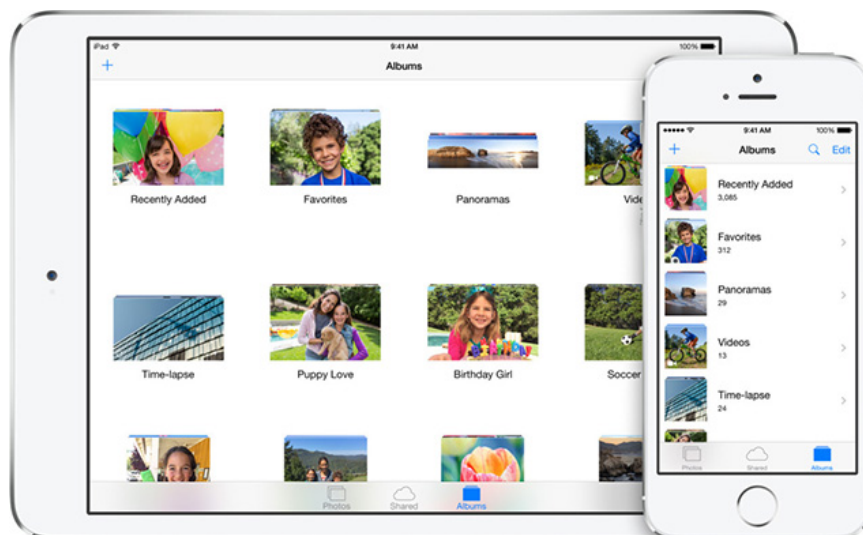 iPad 9:41 AM 100%
+ Albums
Recently Added Favorites Panoramas
Time-lapse Puppy Love Birthday Girl Soccer
Photos Shared Albums
9:41 AM 100%
+ Albums Edit
Recently Added
3,085
Favorites
312
Panoramas
29
Videos
13
Time-lapse
24
Photos Shared Albums